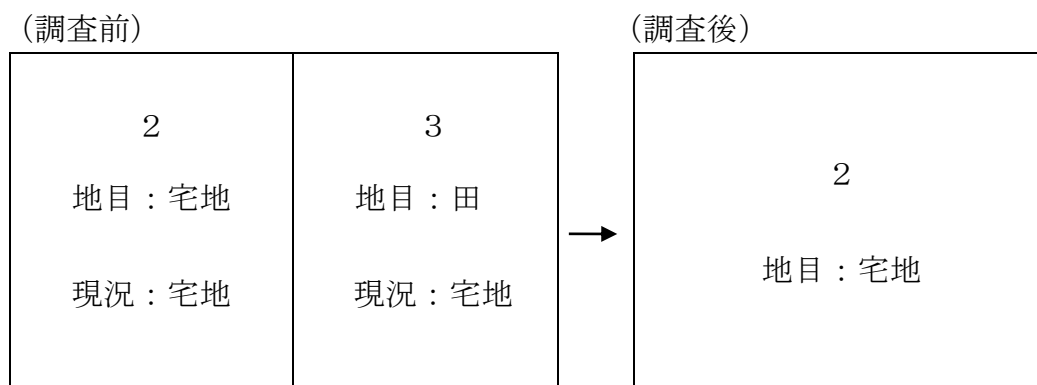 (調査前)
(調査後)
２
３
２
地目：宅地
地目：田
地目：宅地
現況：宅地
現況：宅地